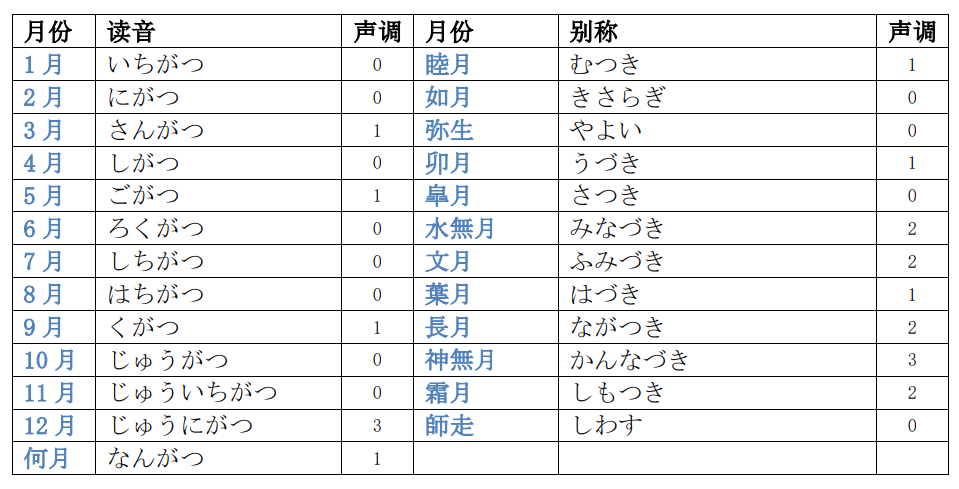 月份 读音 声调 月份 别称 声调
1月 いちがつ 0 睦月 むつき 1
2月 にがつ 0 如月 きさらぎ 0
3月 さんがつ 1 弥生 やよい 0
4月 しがつ 0 卯月 うづき 1
5月 ごがつ 1 皐月 さつき 0
6月 ろくがつ 0 水無月 みなづき 2
7月 しちがつ 0 文月 ふみづき 2
8月 はちがつ 0 葉月 はづき 1
9月 くがつ 1 長月 ながつき 2
10月 じゅうがつ 0 神無月 かんなづき 3
11月 じゅういちがつ 0 霜月 しもつき 2
12月 じゅうにがつ 3 師走 しわす 0
何月 なんがつ 1